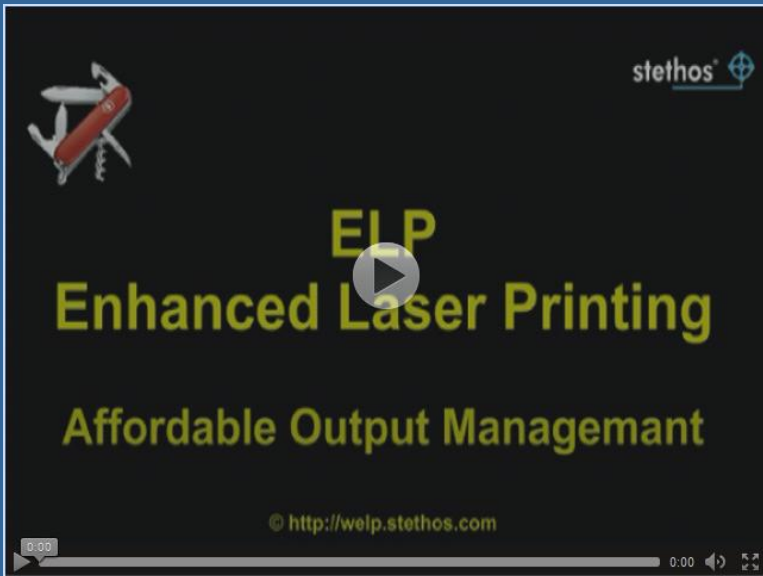 stethos®
ELP
Enhanced Laser Printing
Affordable Output Managemant
© http://welp.stethos.com
0:00
0:00